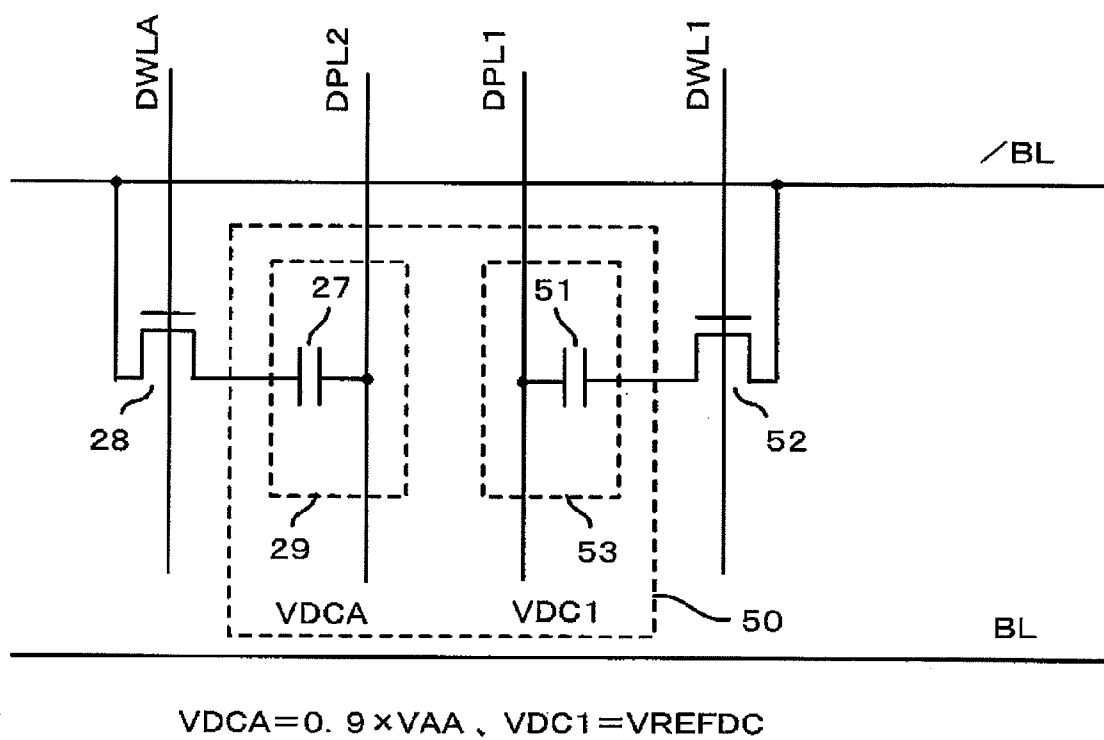 DWLA
DPL2
DPL1
DWL1
/BL
27
51
28
52
29
53
VDCA
VDC1
50
BL
VDCA=0.9×VAA、VDC1=VREFDC